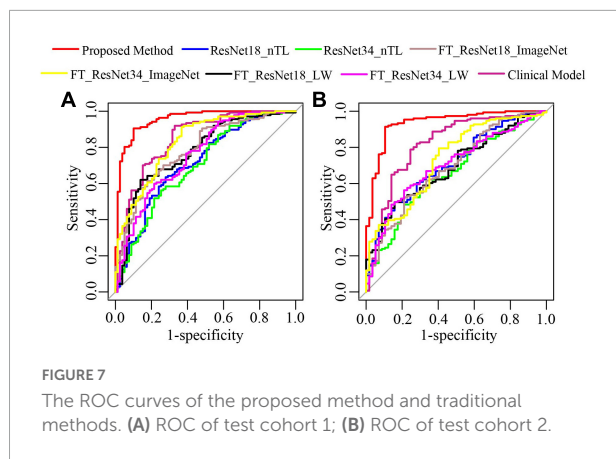 Proposed Method ResNet18_nTL ResNet34_nTL FT_ResNet18_ImageNet
FT_ResNet34_ImageNet FT_ResNet18_LW FT_ResNet34_LW Clinical Model
A
Sensitivity
1.0
0.8
0.6
0.4
0.2
0.0
0.0 0.2 0.4 0.6 0.8 1.0
1-specificity
B
Sensitivity
1.0
0.8
0.6
0.4
0.2
0.0
0.0 0.2 0.4 0.6 0.8 1.0
1-specificity
FIGURE 7
The ROC curves of the proposed method and traditional
methods. (A) ROC of test cohort 1; (B) ROC of test cohort 2.